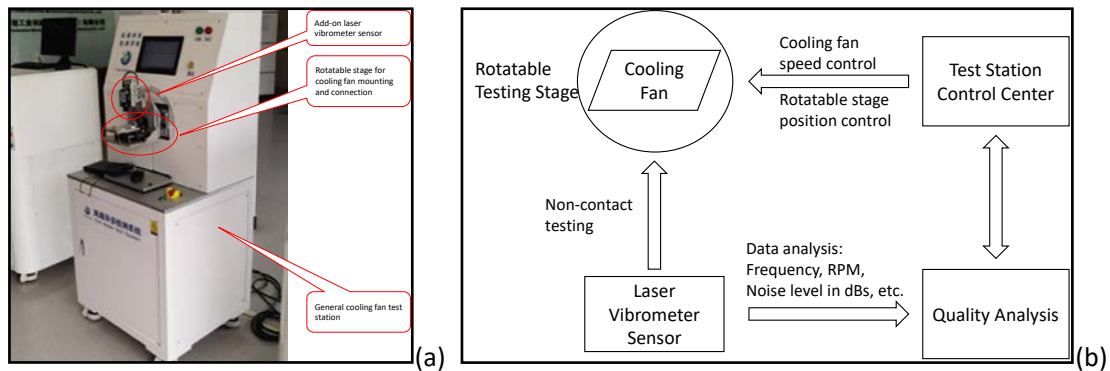 Add-on laser
vibrometer sensor
Rotatable stage for
cooling fan mounting
and connection
General cooling fan test
station
(a)
Rotatable
Testing Stage
Cooling
Fan
Cooling fan
speed control
Rotatable stage
position control
Test Station
Control Center
Non-contact
testing
Data analysis:
Frequency, RPM,
Noise level in dBs, etc.
Laser
Vibrometer
Sensor
Quality Analysis
(b)